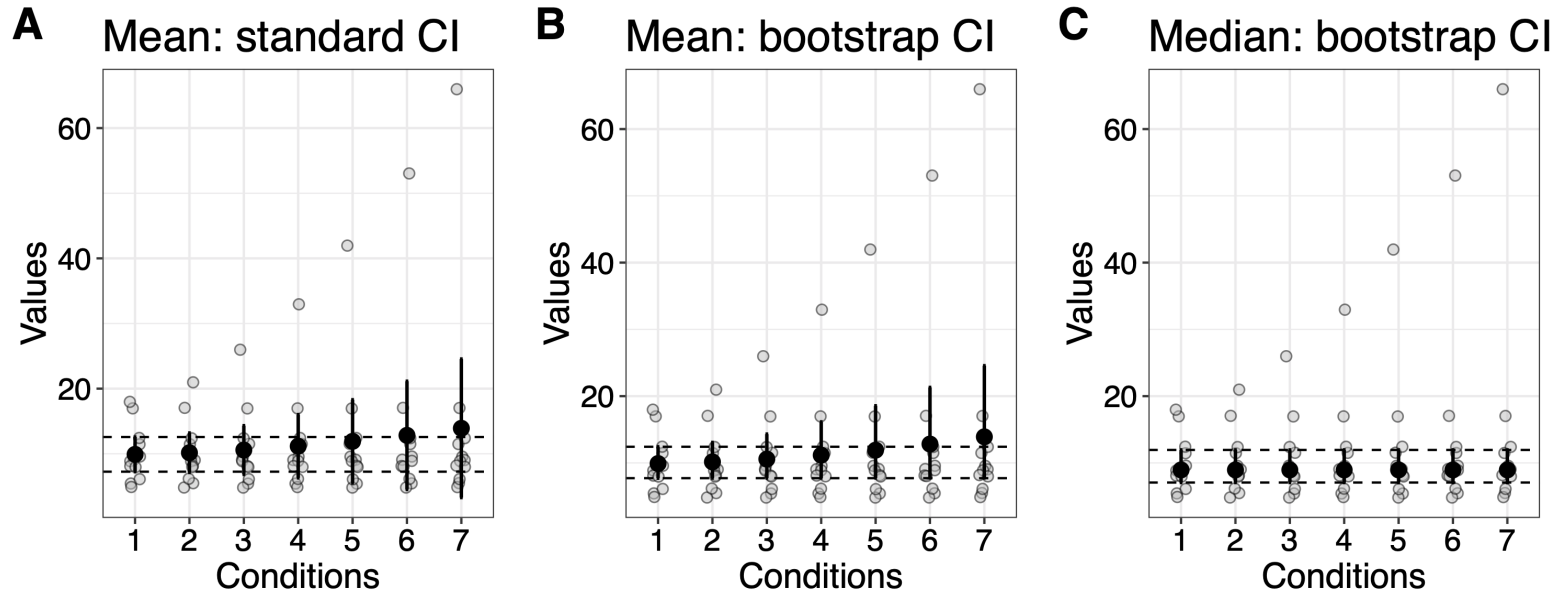 A Mean: standard CI
Values
60
40
20
1 2 3 4 5 6 7
Conditions
B Mean: bootstrap CI
Values
60
40
20
1 2 3 4 5 6 7
Conditions
C Median: bootstrap CI
Values
60
40
20
1 2 3 4 5 6 7
Conditions